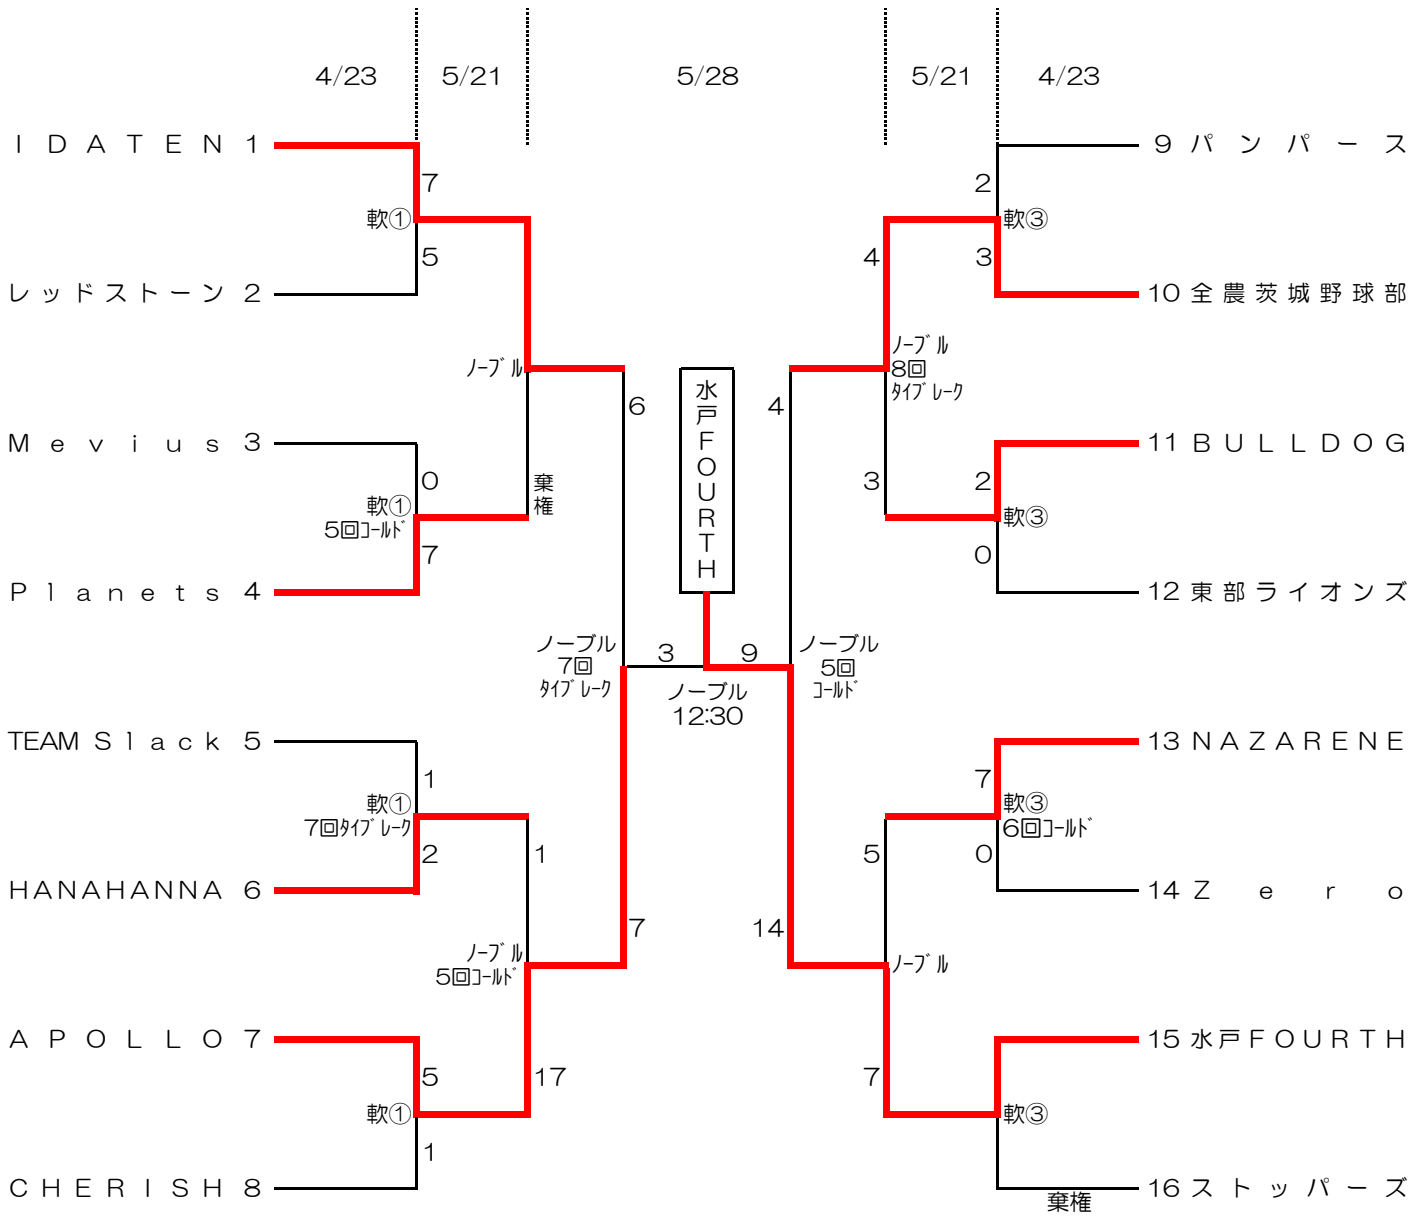 4/23 5/21 5/28 5/21 4/23
IDATEN 1
7
軟①
5
レッドストーン 2
ノーブル
Mevius 3
0
軟①
5回コールド
7
棄権
Planets 4
6
ノーブル
7回
タイブレーク
TEAM Slack 5
1
軟①
7回タイブレーク
2
HANAHANNA 6
1
ノーブル
5回コールド
17
7
APOLLO 7
5
軟①
1
CHERISH 8
水戸FOURTH
3 9
ノーブル
12:30
9 パンパース
2
軟③
3
10 全農茨城野球部
4
ノーブル
8回
タイブレーク
3
11 BULLDOG
2
軟③
0
12 東部ライオンズ
4
ノーブル
5回
コールド
14
13 NAZARENE
7
軟③
6回コールド
0
14 Zero
5
ノーブル
7
15 水戸FOURTH
軟③
棄権
16 ストッパーズ